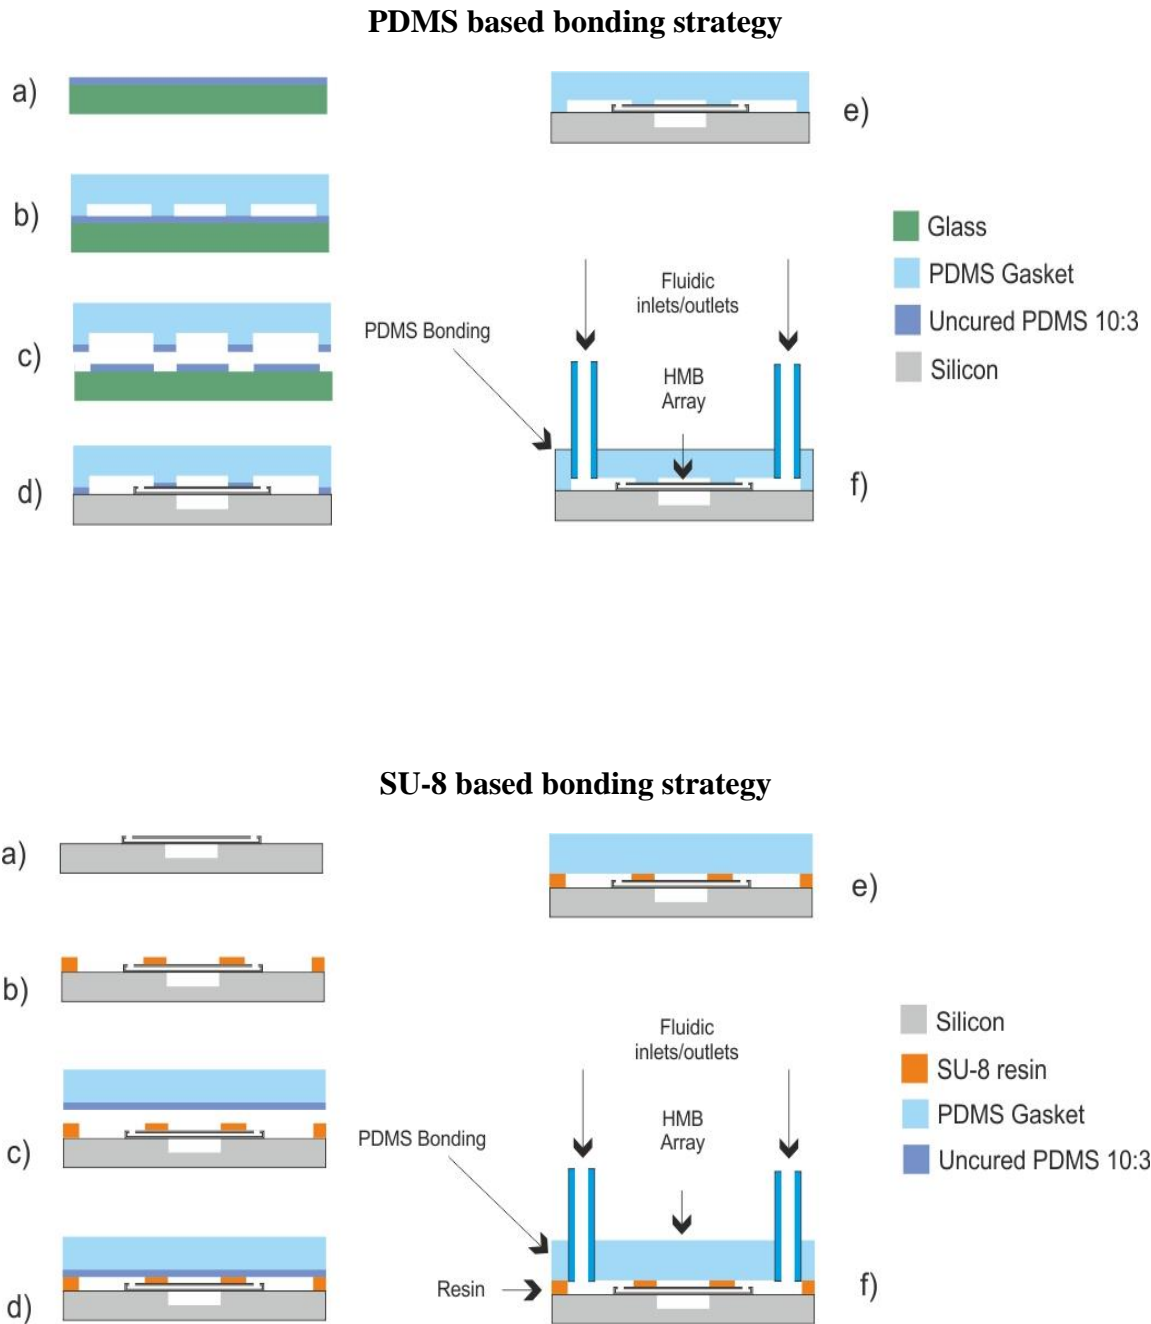 PDMS based bonding strategy
a)
b)
c)
d)
e)
Fluidic
inlets/outlets
PDMS Bonding
HMB
Array
f)
Glass
PDMS Gasket
Uncured PDMS 10:3
Silicon
SU-8 based bonding strategy
a)
b)
c)
d)
e)
Fluidic
inlets/outlets
HMB
Array
PDMS Bonding
Resin
f)
Silicon
SU-8 resin
PDMS Gasket
Uncured PDMS 10:3